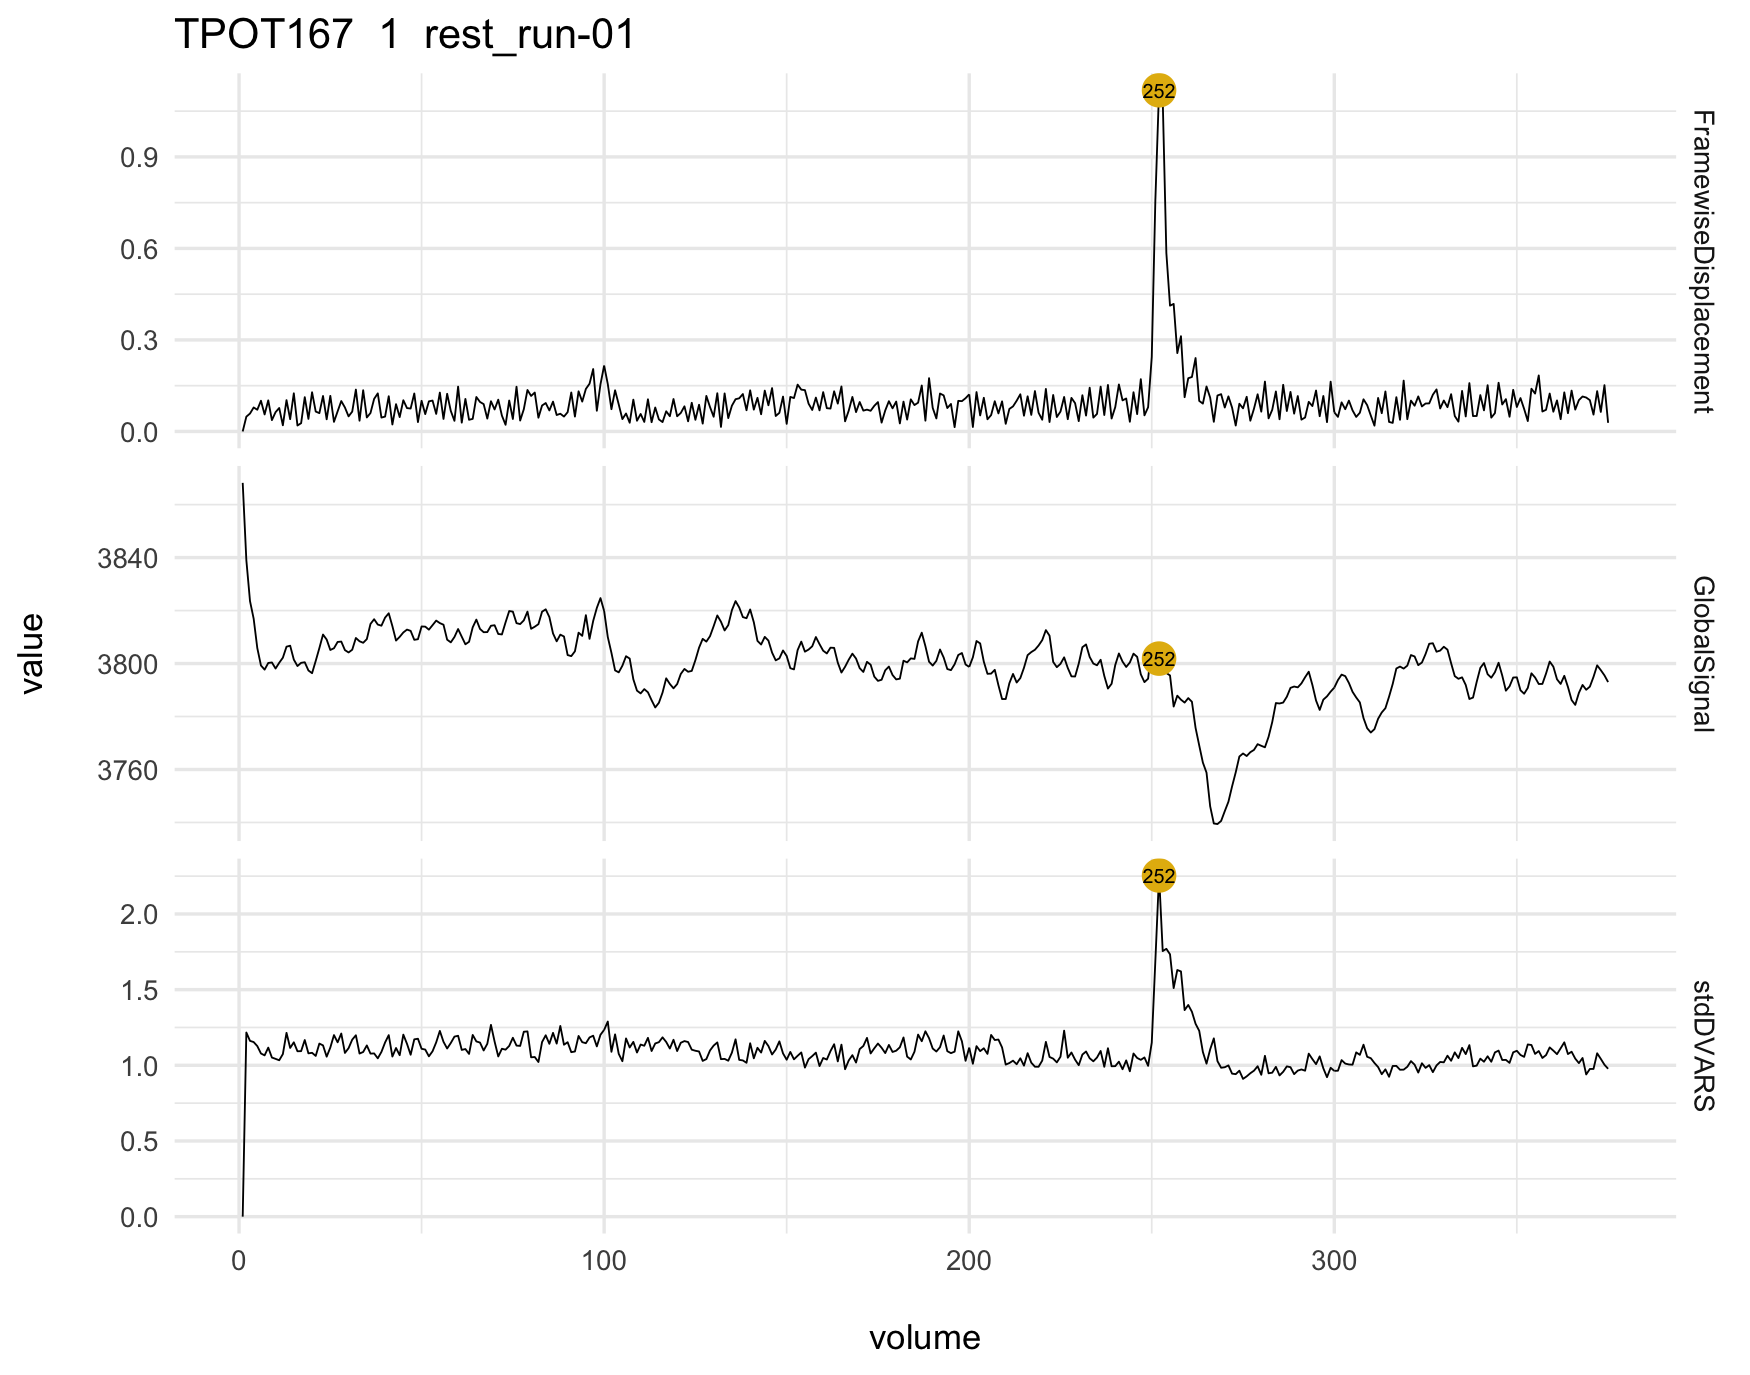 TPOT167 1 rest_run-01
252
0.9
0.6
0.3
0.0
FramewiseDisplacement
3840
3800
3760
252
GlobalSignal
252
2.0
1.5
1.0
0.5
0.0
stdDVARS
value
0 100 200 300
volume